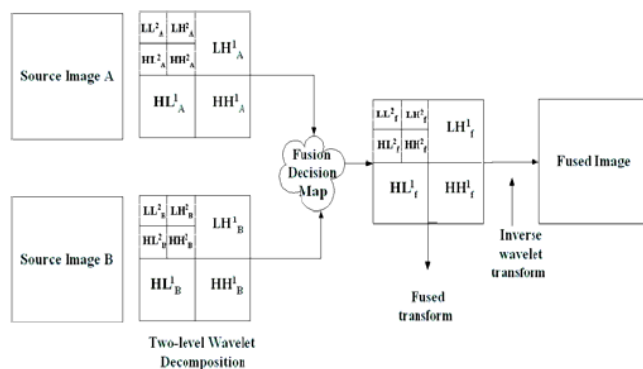 Source Image A
LL²A LH²A
HL²A HH²A
LH¹A
HL¹A HH¹A
Source Image B
LL²B LH²B
HL²B HH²B
LH¹B
HL¹B HH¹B
Two-level Wavelet
Decomposition
Fusion
Decision
Map
LL²f LH²f
HL²f HH²f
LH¹f
HL¹f HH¹f
Fused
transform
Inverse
wavelet
transform
Fused Image